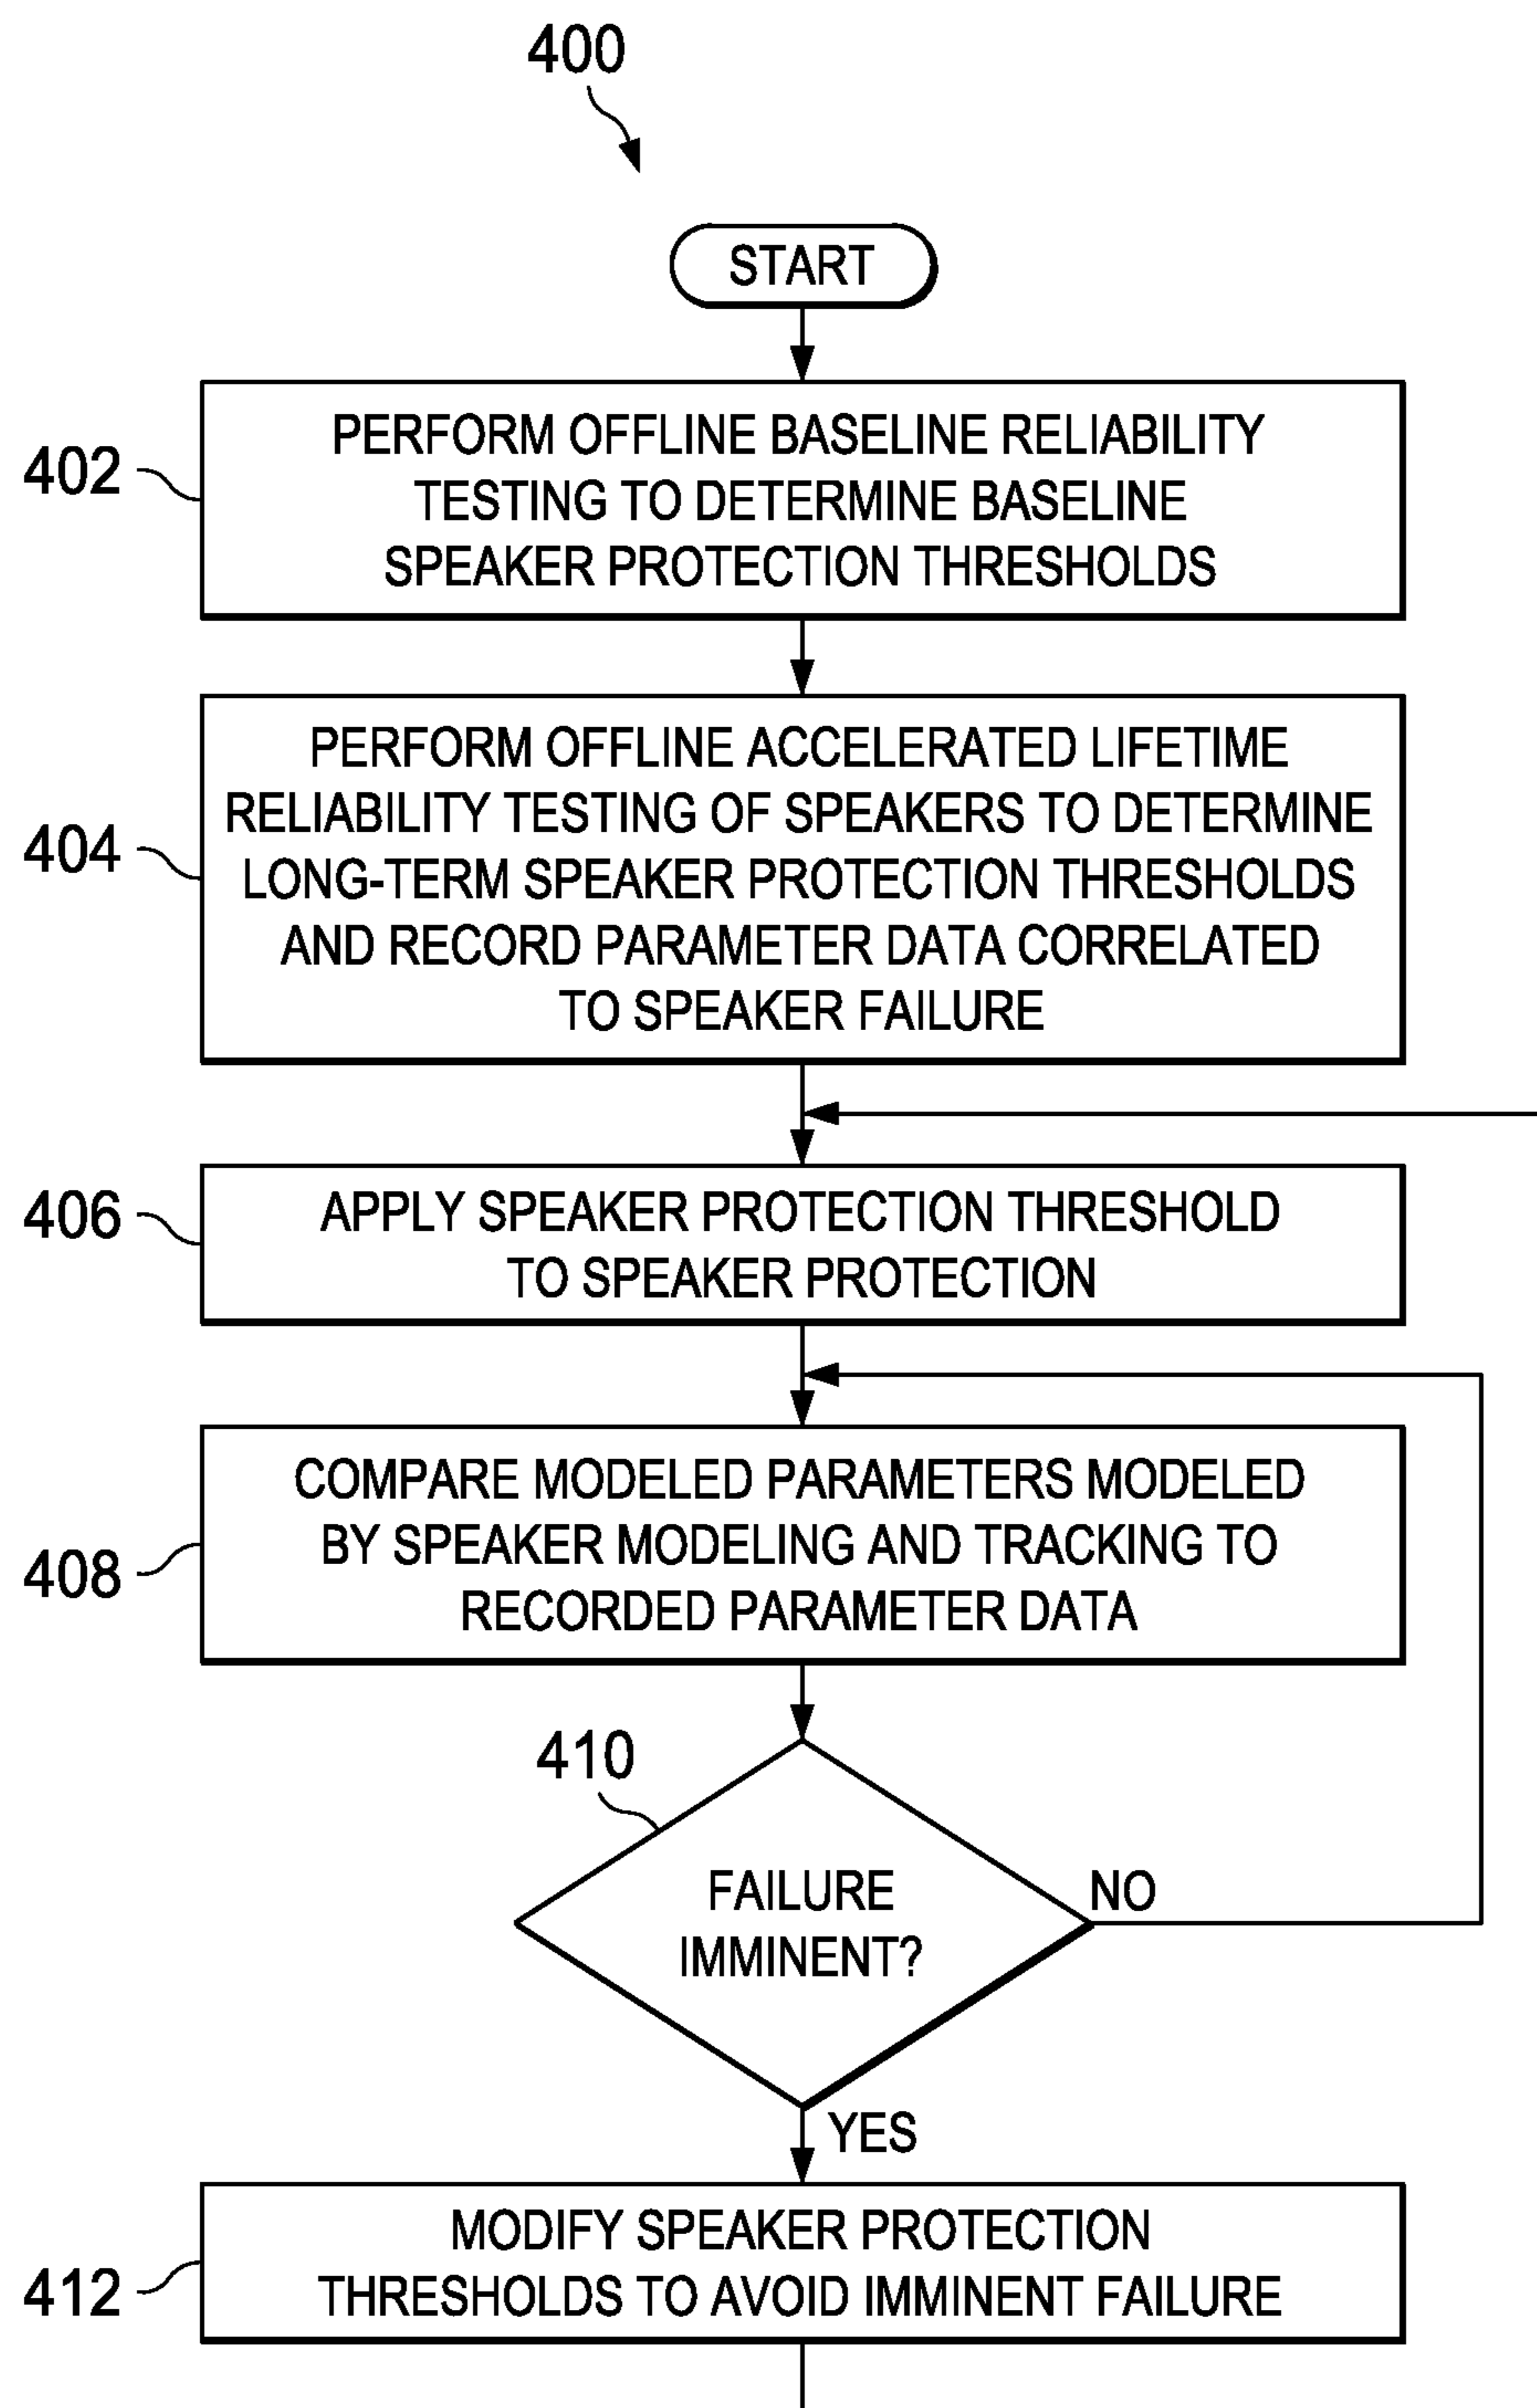 400
START
402
PERFORM OFFLINE BASELINE RELIABILITY
TESTING TO DETERMINE BASELINE
SPEAKER PROTECTION THRESHOLDS
404
PERFORM OFFLINE ACCELERATED LIFETIME
RELIABILITY TESTING OF SPEAKERS TO DETERMINE
LONG-TERM SPEAKER PROTECTION THRESHOLDS
AND RECORD PARAMETER DATA CORRELATED
TO SPEAKER FAILURE
406
APPLY SPEAKER PROTECTION THRESHOLD
TO SPEAKER PROTECTION
408
COMPARE MODELED PARAMETERS MODELED
BY SPEAKER MODELING AND TRACKING TO
RECORDED PARAMETER DATA
410
FAILURE
IMMINENT?
NO
YES
412
MODIFY SPEAKER PROTECTION
THRESHOLDS TO AVOID IMMINENT FAILURE